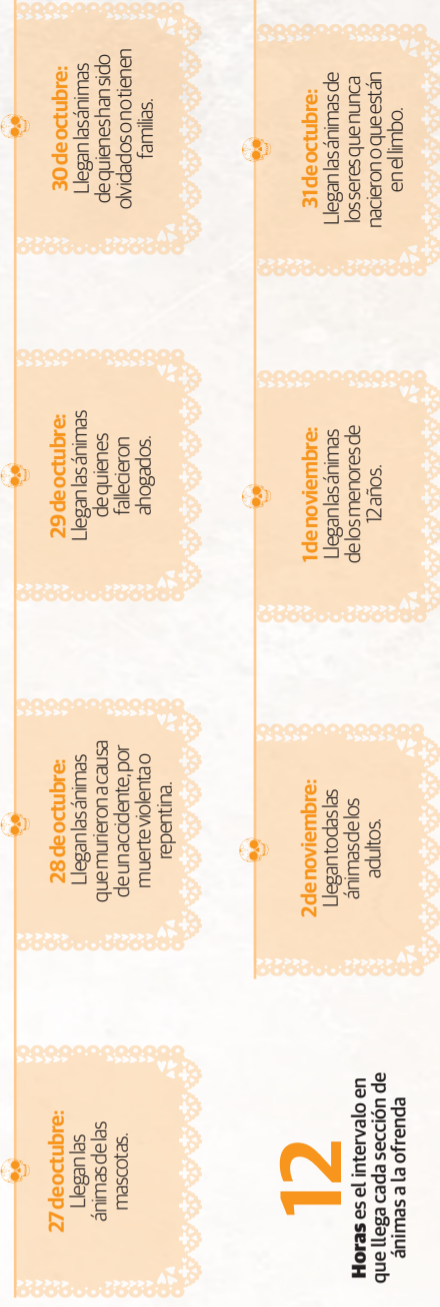 27 de octubre:
Llegan las
ánimas de las
mascotas.
28 de octubre:
Llegan las ánimas
que murieron a causa
de un accidente, por
muerte violenta o
repentina.
29 de octubre:
Llegan las ánimas
de quienes
fallecieron
ahogados.
30 de octubre:
Llegan las ánimas
de quienes han sido
olvidados o no tienen
familias.
31 de octubre:
Llegan las ánimas de
los seres que nunca
nacieron o que están
en el limbo.
1 de noviembre:
Llegan las ánimas
de los menores de
12 años.
2 de noviembre:
Llegan todas las
ánimas de los
adultos.
12
Horas es el intervalo en
que llega cada sección de
ánimas a la ofrenda